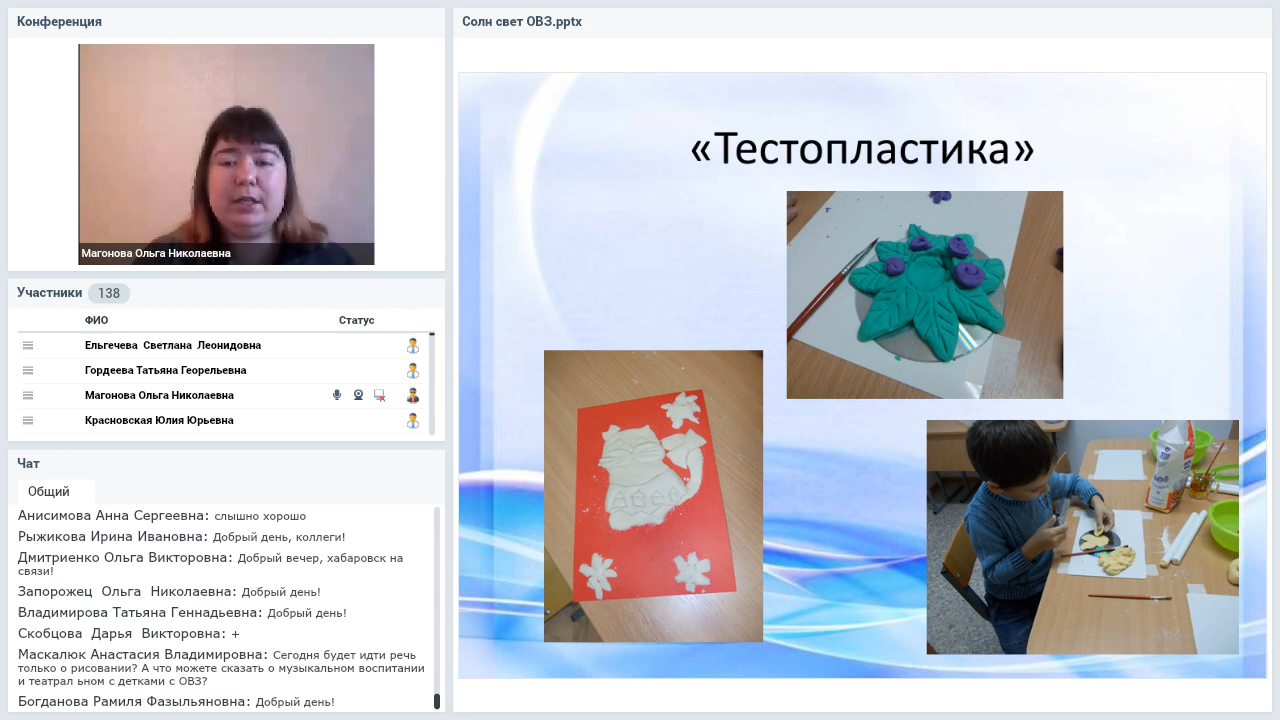 Конференция
Магонова Ольга Николаевна
Участники 138
ФИО Статус
Ельгечева Светлана Леонидовна
Гордеева Татьяна Георельевна
Магонова Ольга Николаевна
Красновская Юлия Юрьевна
Чат
Общий
Анисимова Анна Сергеевна: слышно хорошо
Рыжикова Ирина Ивановна: Добрый день, коллеги!
Дмитриенко Ольга Викторовна: Добрый вечер, хабаровск на
связи!
Запорожец Ольга Николаевна: Добрый день!
Владимирова Татьяна Геннадьевна: Добрый день!
Скобцова Дарья Викторовна: +
Маскалюк Анастасия Владимировна: Сегодня будет идти речь
только о рисовании? А что можете сказать о музыкальном воспитании
и театрал ьном с детками с ОВЗ?
Богданова Рамиля Фазыльяновна: Добрый день!
Солн свет ОВЗ.pptx
«Тестопластика»